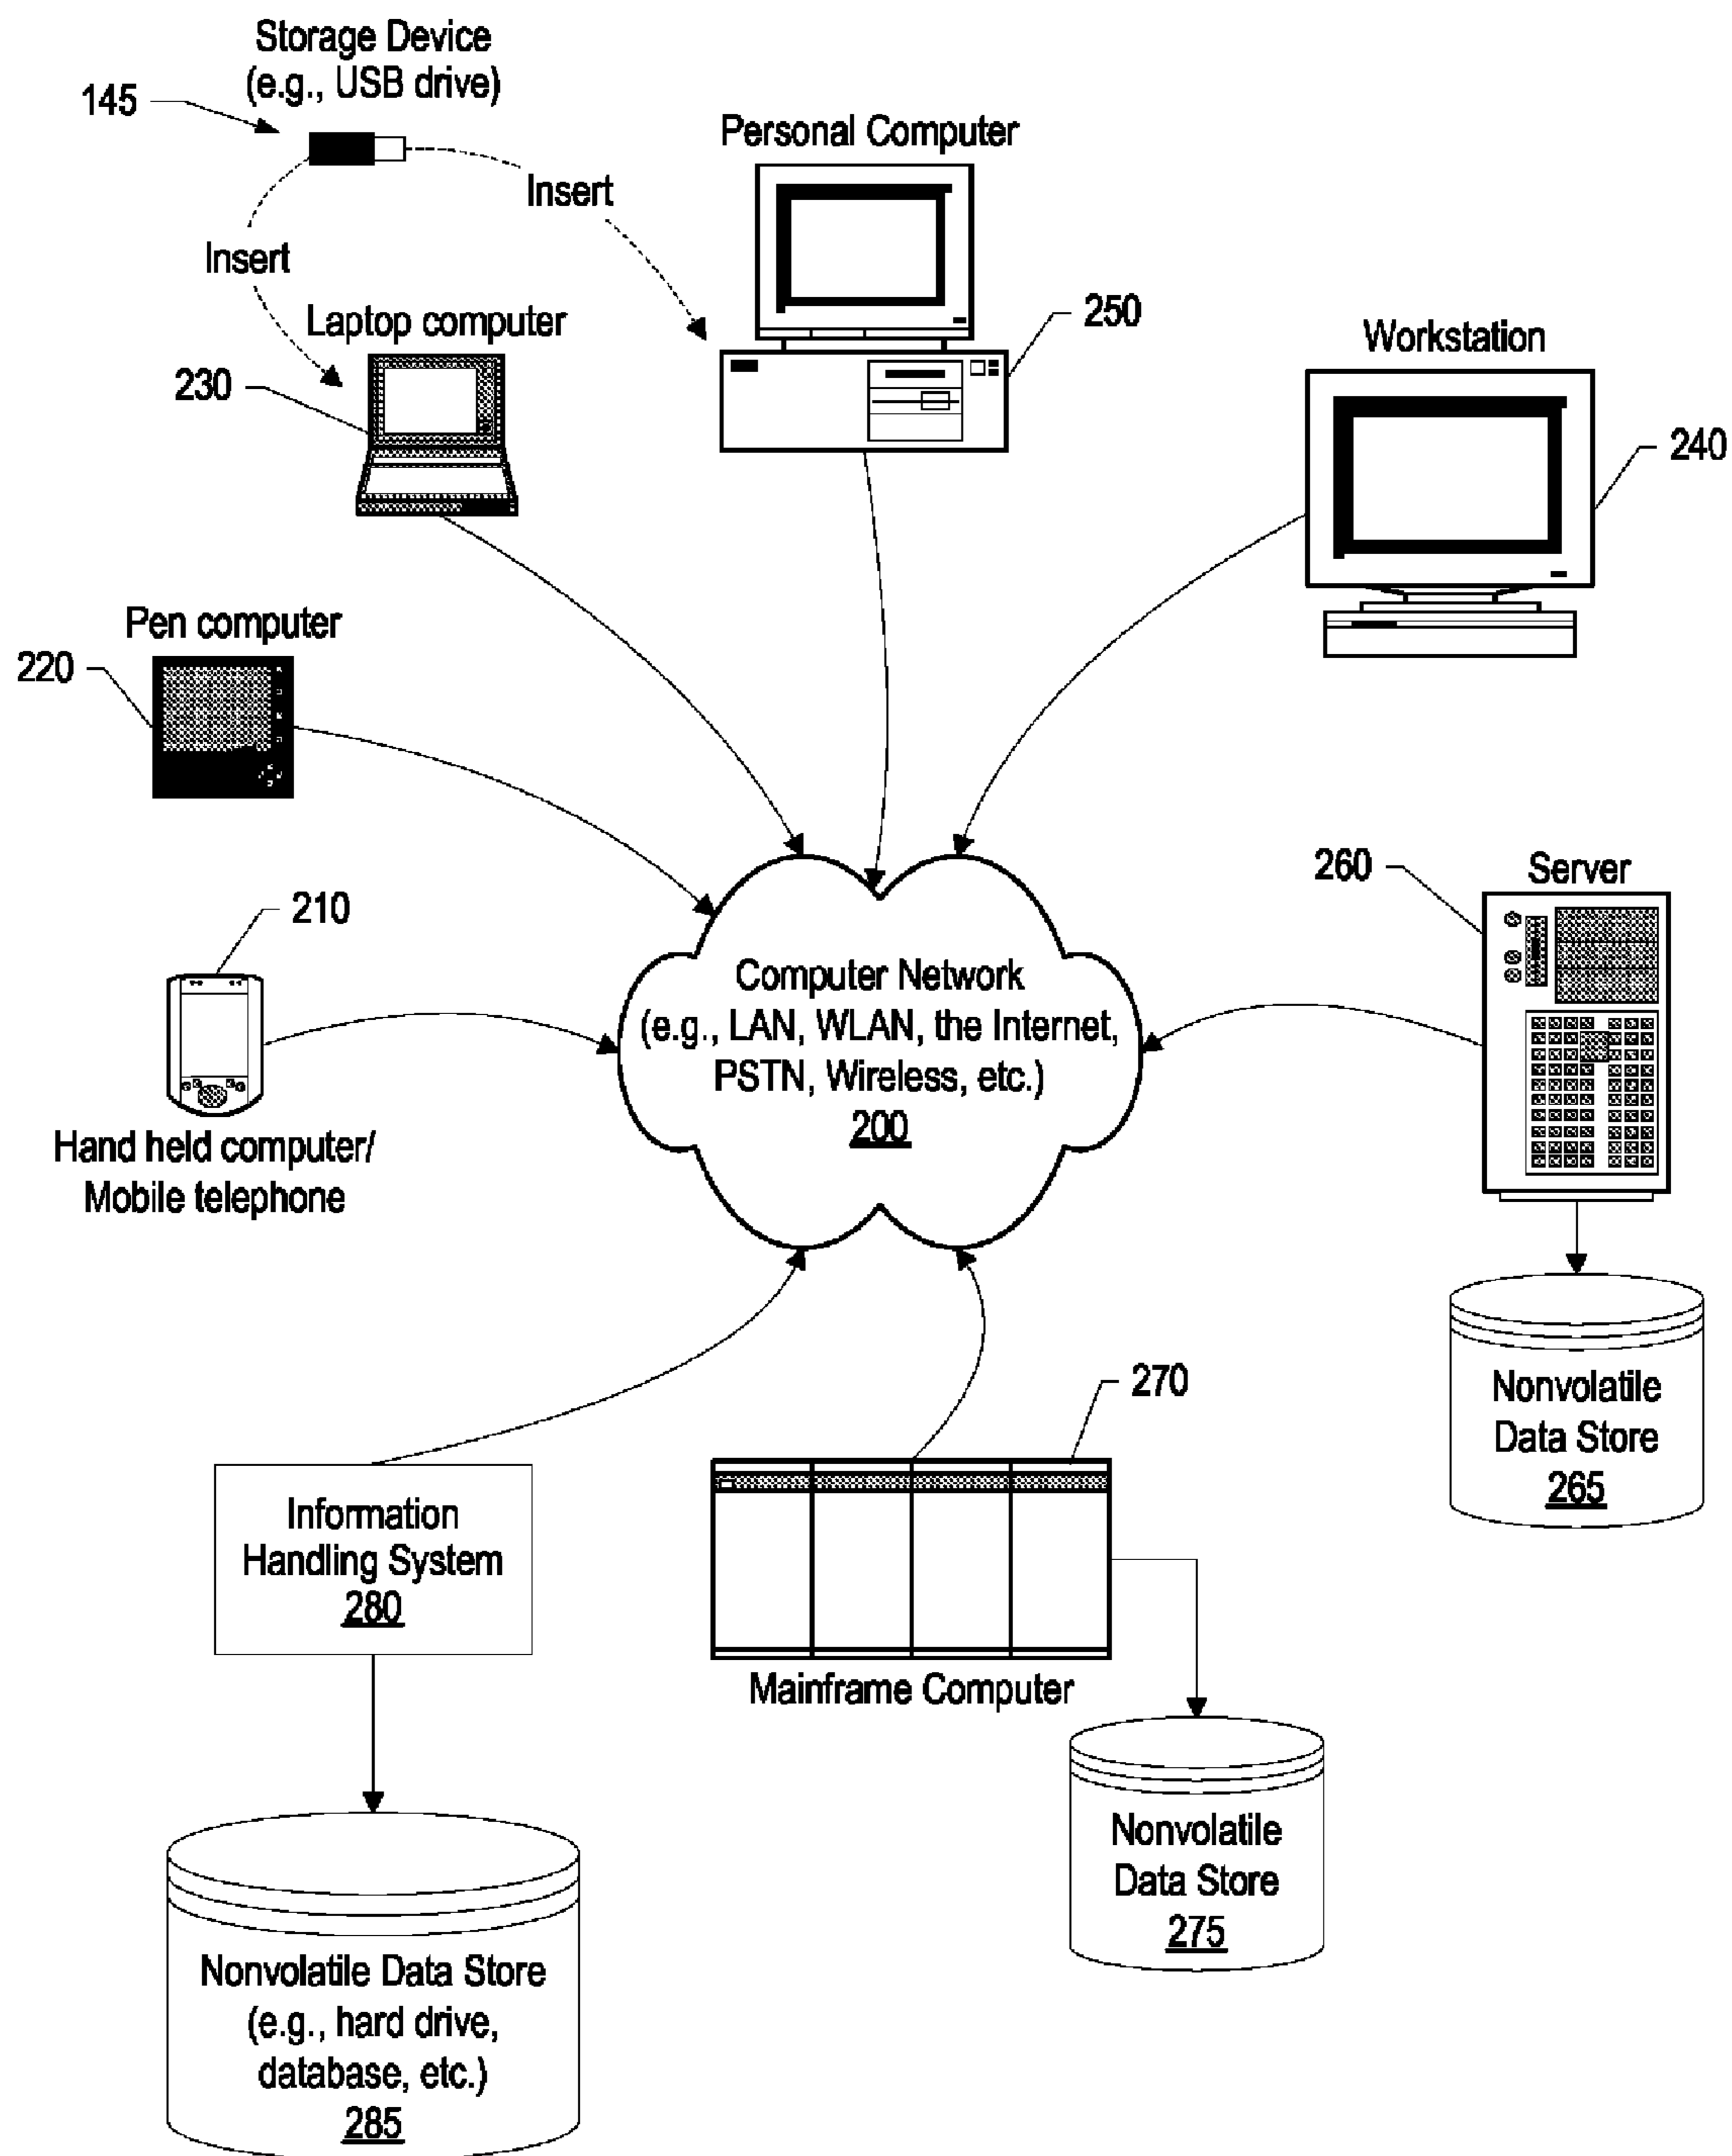 Storage Device
(e.g., USB drive)
145
Personal Computer
Insert
Insert
Laptop computer
250
Workstation
230
240
Pen computer
220
260
Server
210
Computer Network
(e.g., LAN, WLAN, the Internet,
PSTN, Wireless, etc.)
200
Hand held computer/
Mobile telephone
270
Nonvolatile
Data Store
265
Information
Handling System
280
Mainframe Computer
Nonvolatile
Data Store
275
Nonvolatile Data Store
(e.g., hard drive,
database, etc.)
285